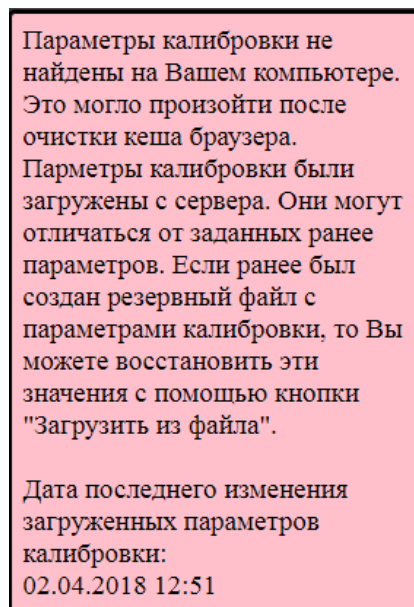 Параметры калибровки не
найдены на Вашем компьютере.
Это могло произойти после
очистки кеша браузера.
Парметры калибровки были
загружены с сервера. Они могут
отличаться от заданных ранее
параметров. Если ранее был
создан резервный файл с
параметрами калибровки, то Вы
можете восстановить эти
значения с помощью кнопки
"Загрузить из файла".

Дата последнего изменения
загруженных параметров
калибровки:
02.04.2018 12:51